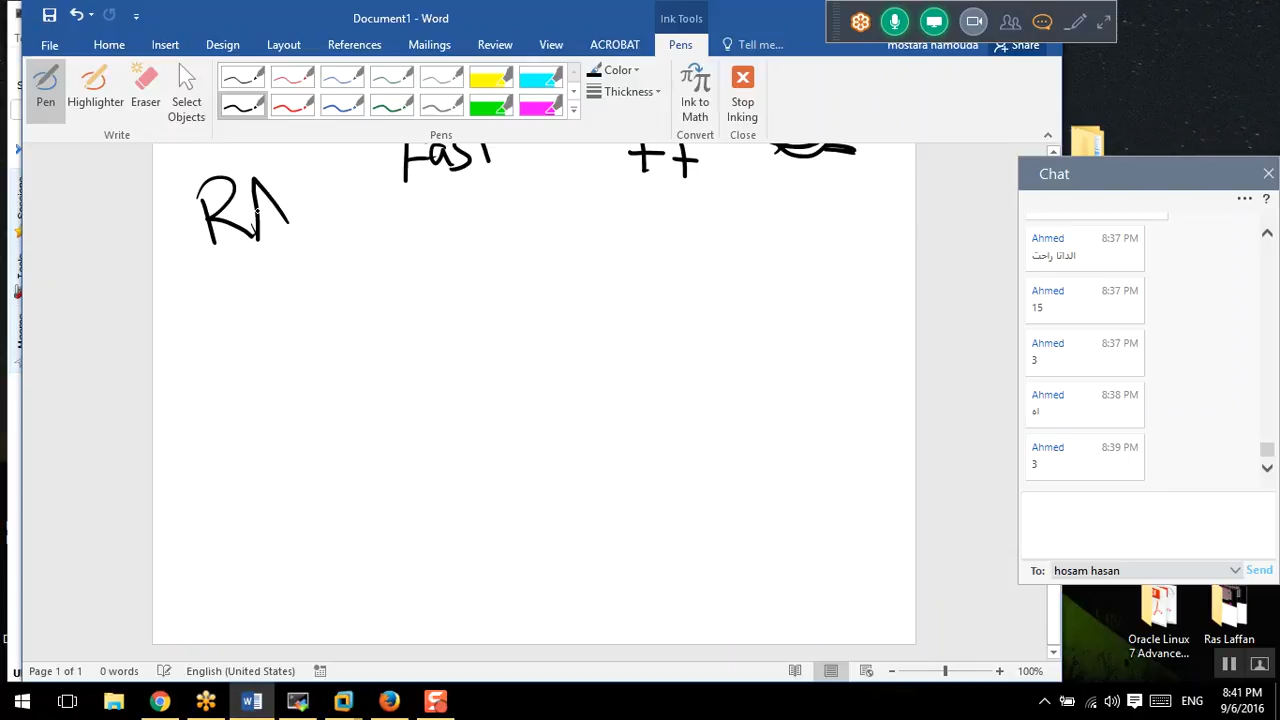 Document1 - Word
Ink Tools
File
Home
Insert
Design
Layout
References
Mailings
Review
View
ACROBAT
Pens
Tell me...
mostafa hamouda
Share
Pen
Highlighter
Eraser
Select
Objects
Color
Thickness
Ink to
Math
Stop
Inking
Write
Pens
Convert
Close
Fast ++
RA
Chat
Ahmed 8:37 PM
الداتا راحت
Ahmed 8:37 PM
15
Ahmed 8:37 PM
3
Ahmed 8:38 PM
اه
Ahmed 8:39 PM
3
To: hosam hasan
Send
Oracle Linux
7 Advance...
Ras Laffan
Page 1 of 1
0 words
English (United States)
100%
ENG
8:41 PM
9/6/2016